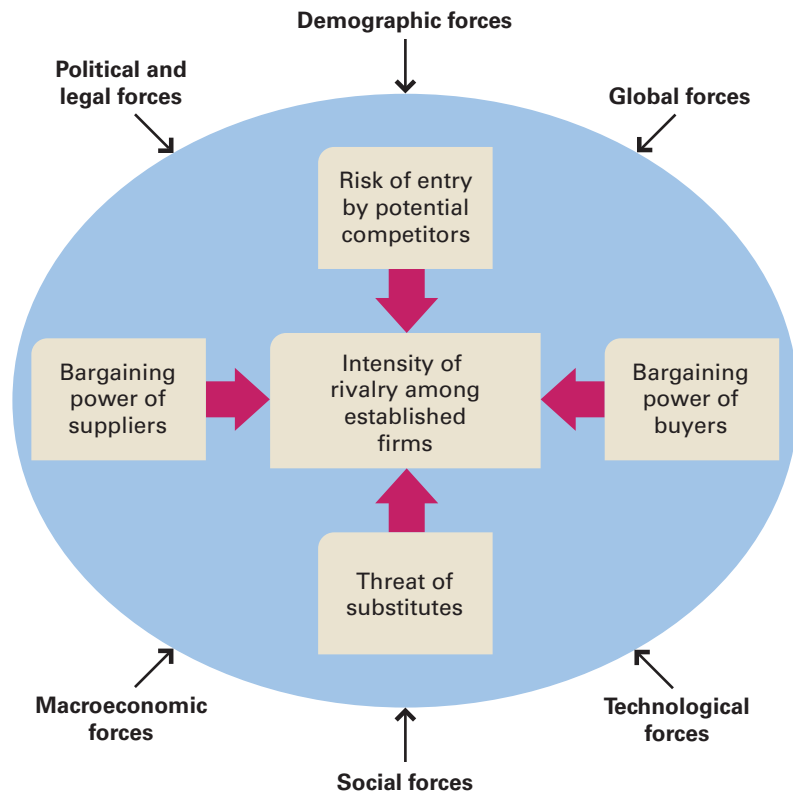 Demographic forces
Political and
legal forces
Global forces
Risk of entry
by potential
competitors
Bargaining
power of
suppliers
Intensity of
rivalry among
established
firms
Bargaining
power of
buyers
Threat of
substitutes
Macroeconomic
forces
Technological
forces
Social forces